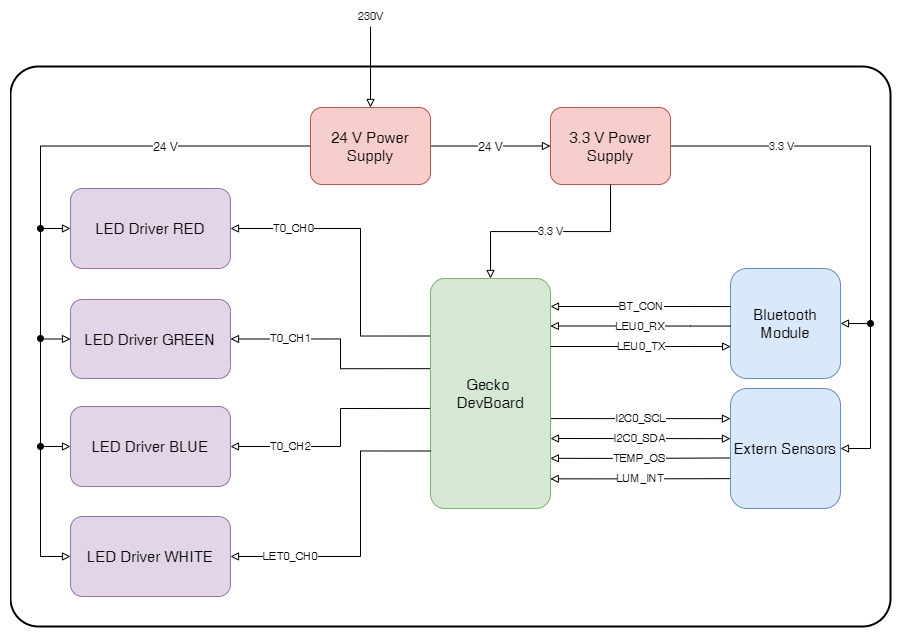 230V
24 V Power
Supply
3.3 V Power
Supply
24 V
24 V
3.3 V
LED Driver RED
T0_CH0
3.3 V
LED Driver GREEN
T0_CH1
LED Driver BLUE
T0_CH2
LED Driver WHITE
LET0_CH0
Gecko
DevBoard
BT_CON
LEU0_RX
LEU0_TX
Bluetooth
Module
I2C0_SCL
I2C0_SDA
TEMP_OS
LUM_INT
Extern Sensors